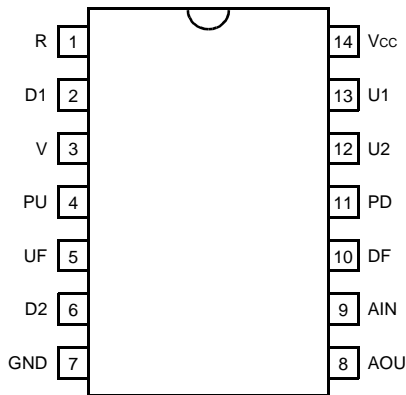 R 1 14 Vcc
D1 2 13 U1
V 3 12 U2
PU 4 11 PD
UF 5 10 DF
D2 6 9 AIN
GND 7 8 AOU